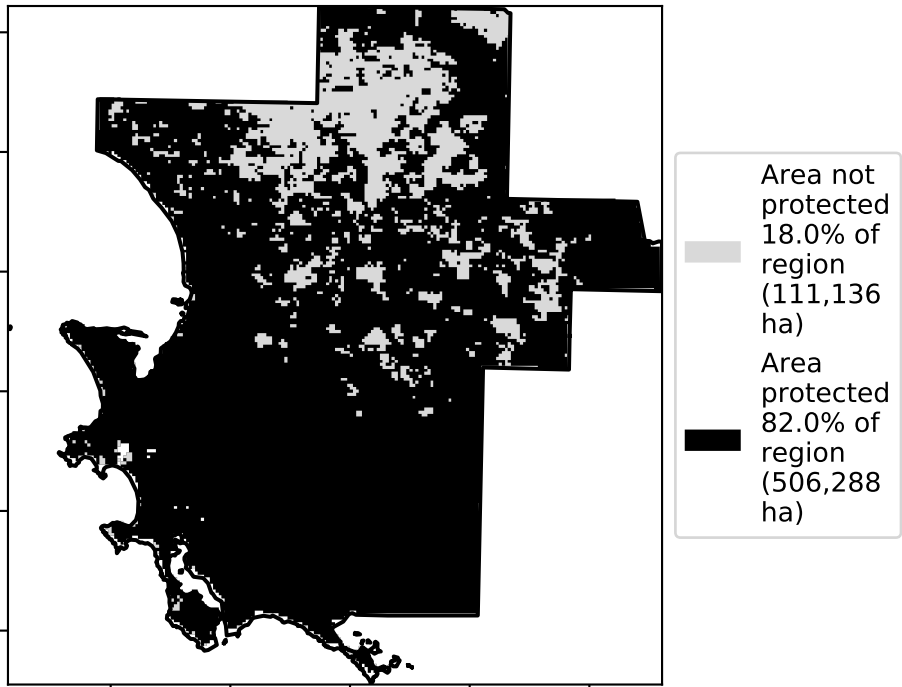 Area not
protected
18.0% of
region
(111,136
ha)
Area
protected
82.0% of
region
(506,288
ha)